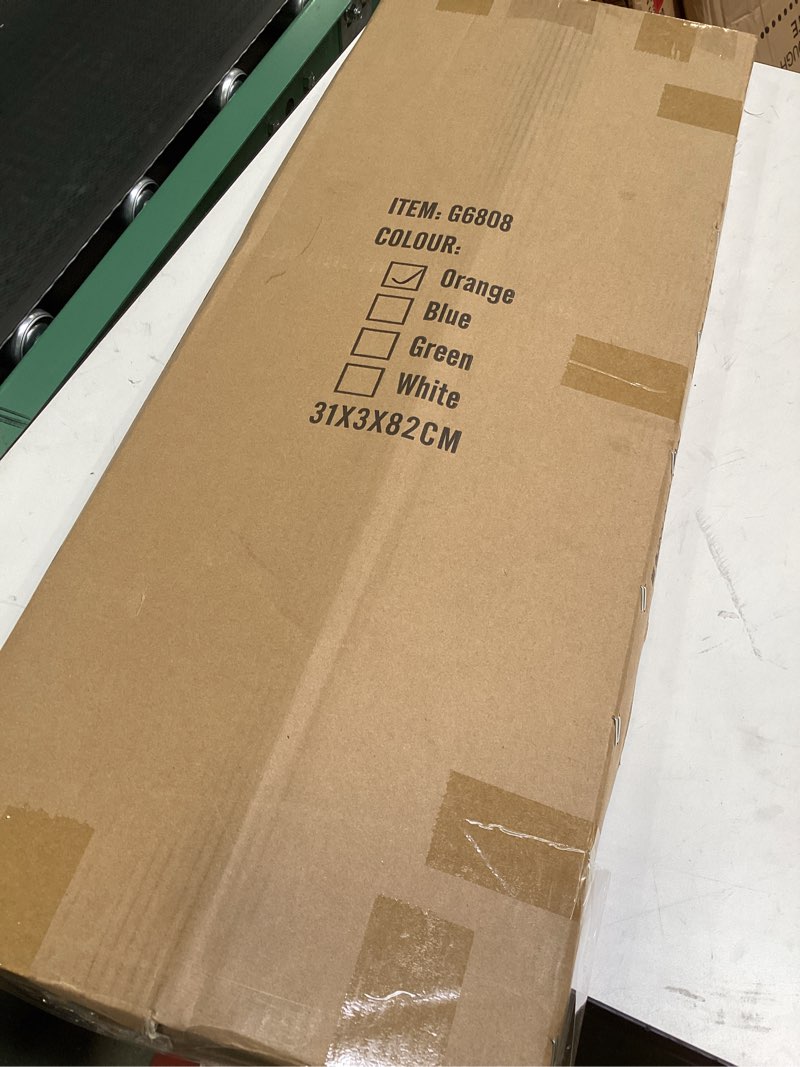 ITEM: G6808
COLOUR:
Orange
Blue
Green
White
31X3X82CM